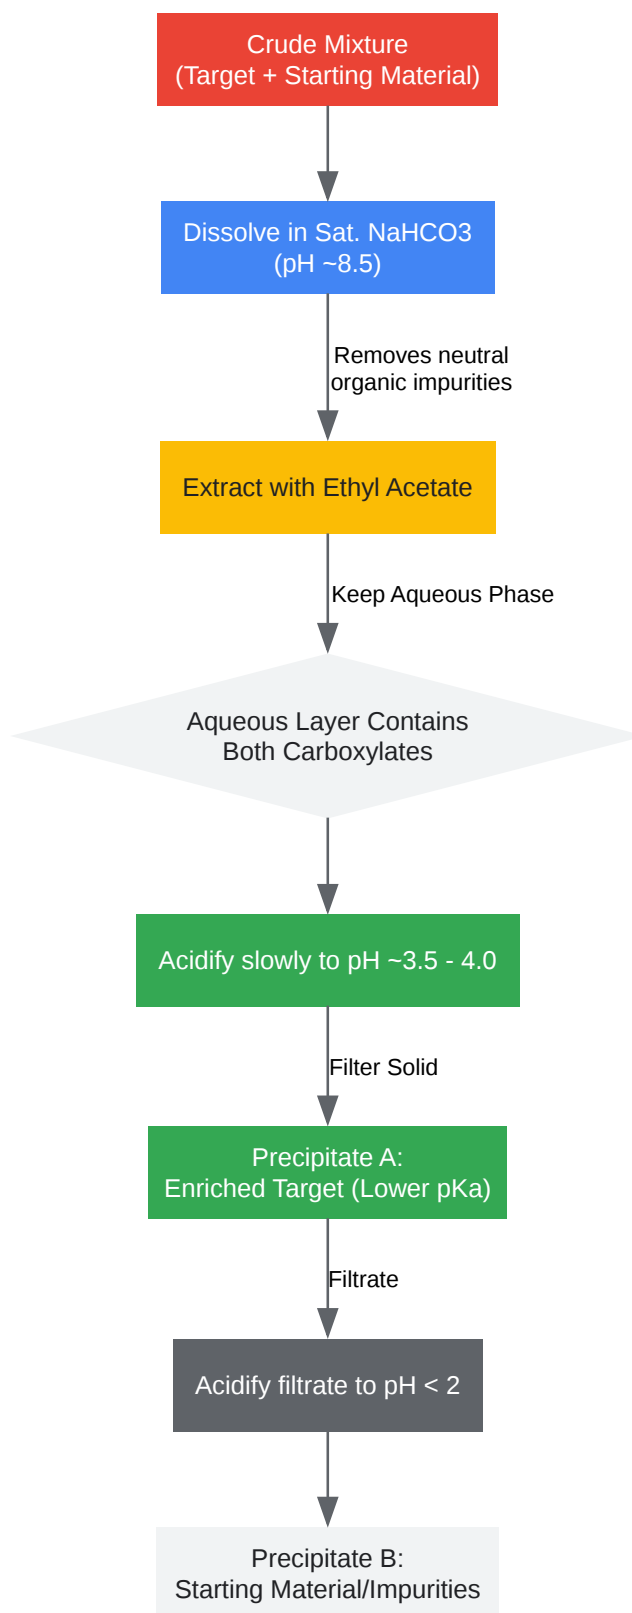 Crude Mixture
(Target + Starting Material)
Dissolve in Sat. NaHCO3
(pH ~8.5)
Removes neutral
organic impurities
Extract with Ethyl Acetate
Keep Aqueous Phase
Aqueous Layer Contains
Both Carboxylates
Acidify slowly to pH ~3.5 - 4.0
Filter Solid
Precipitate A:
Enriched Target (Lower pKa)
Filtrate
Acidify filtrate to pH < 2
Precipitate B:
Starting Material/Impurities